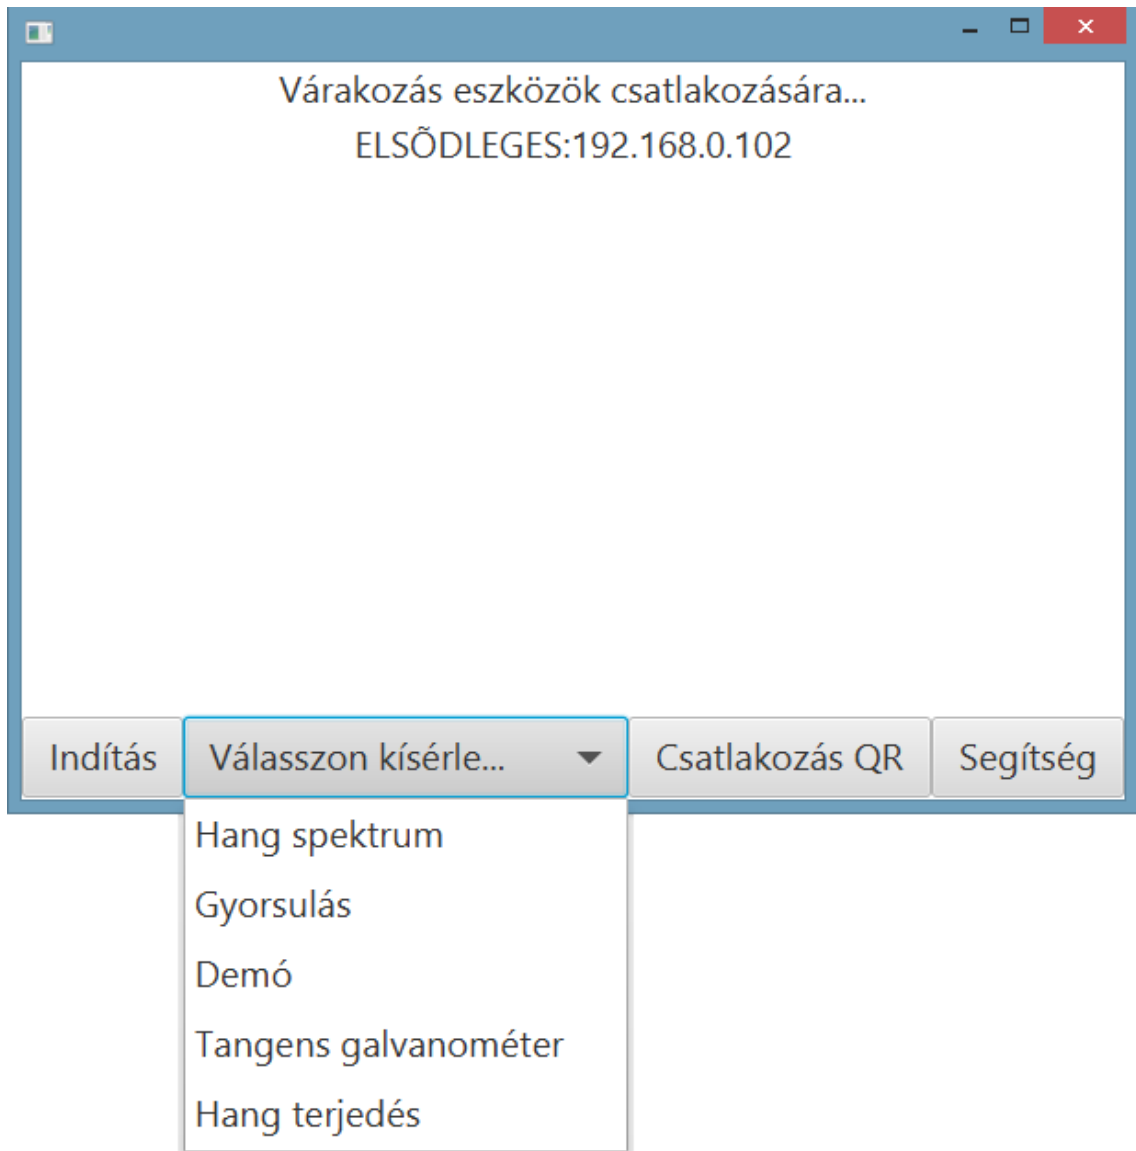 Várakozás eszközök csatlakozására...
ELSÕDLEGES:192.168.0.102
Indítás
Válasszon kísérle...
Csatlakozás QR
Segítség
Hang spektrum
Gyorsulás
Demó
Tangens galvanométer
Hang terjedés